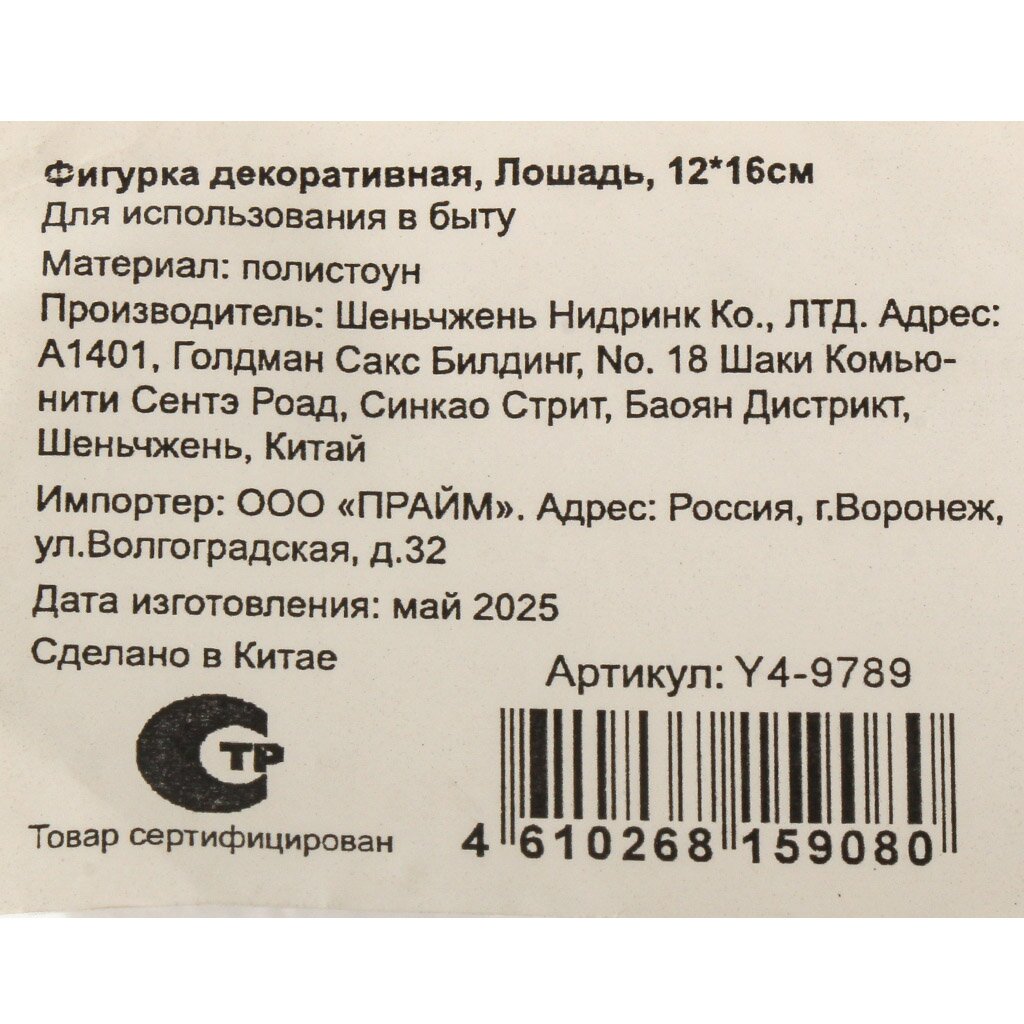 Фигурка декоративная, Лошадь, 12*16см
Для использования в быту
Материал: полистоун
Производитель: Шеньчжень Нидринк Ко., ЛТД. Адрес:
А1401, Голдман Сакс Билдинг, No. 18 Шаки Комью-
нити Сентэ Роад, Синкао Стрит, Баоян Дистрикт,
Шеньчжень, Китай
Импортер: ООО «ПРАЙМ». Адрес: Россия, г.Воронеж,
ул.Волгоградская, д.32
Дата изготовления: май 2025
Сделано в Китае
Артикул: Y4-9789
СТР
Товар сертифицирован
4 610268 159080